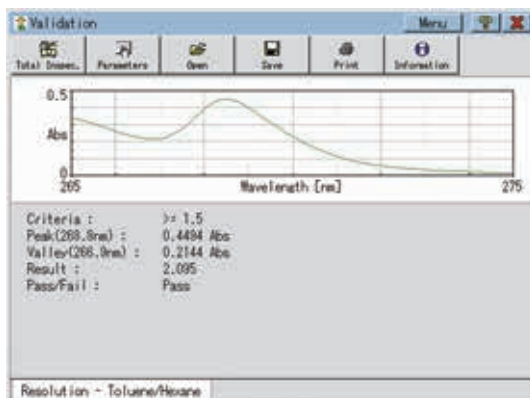 Validation Menu
Total Inspec. Parameters Open Save Print Information
0.5
Abs
0
265 Wavelength [nm] 275
Criteria : >= 1.5
Peak(268.8nm) : 0.4494 Abs
Valley(266.9nm) : 0.2144 Abs
Result : 2.095
Pass/Fail : Pass
Resolution - Toluene/Hexane